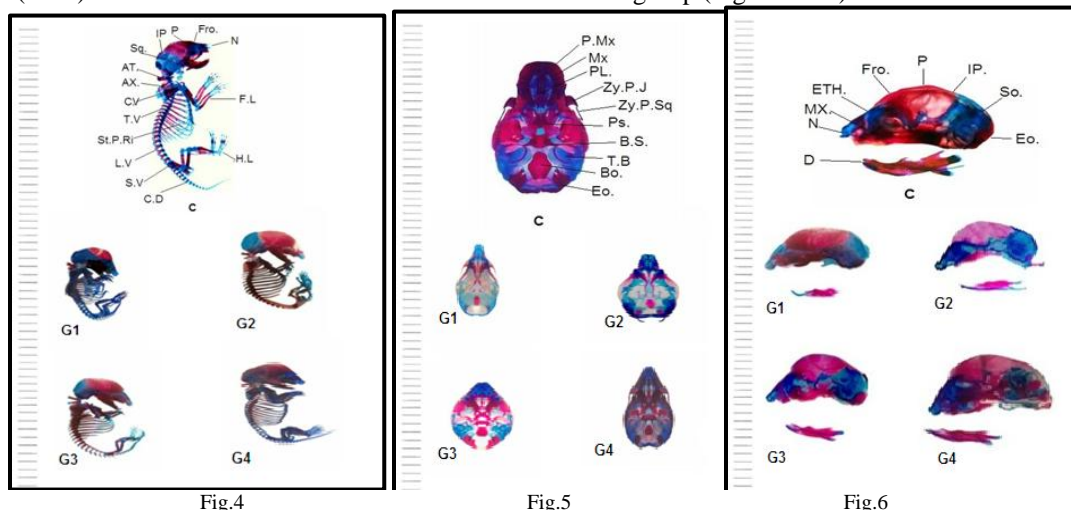 IP P Fro.
N
Sq.
AT.
AX.
CV
T.V
St.P.Ri
L.V
S.V
C.D
F.L
H.L
C
G1
G2
G3
G4
Fig.4
P.Mx
Mx
PL.
Zy.P.J
Zy.P.Sq
Ps.
B.S.
T.B
Bo.
Eo.
C
G1
G2
G3
G4
Fig.5
P
Fro.
IP.
ETH.
So.
MX.
N
Eo.
D
C
G1
G2
G3
G4
Fig.6